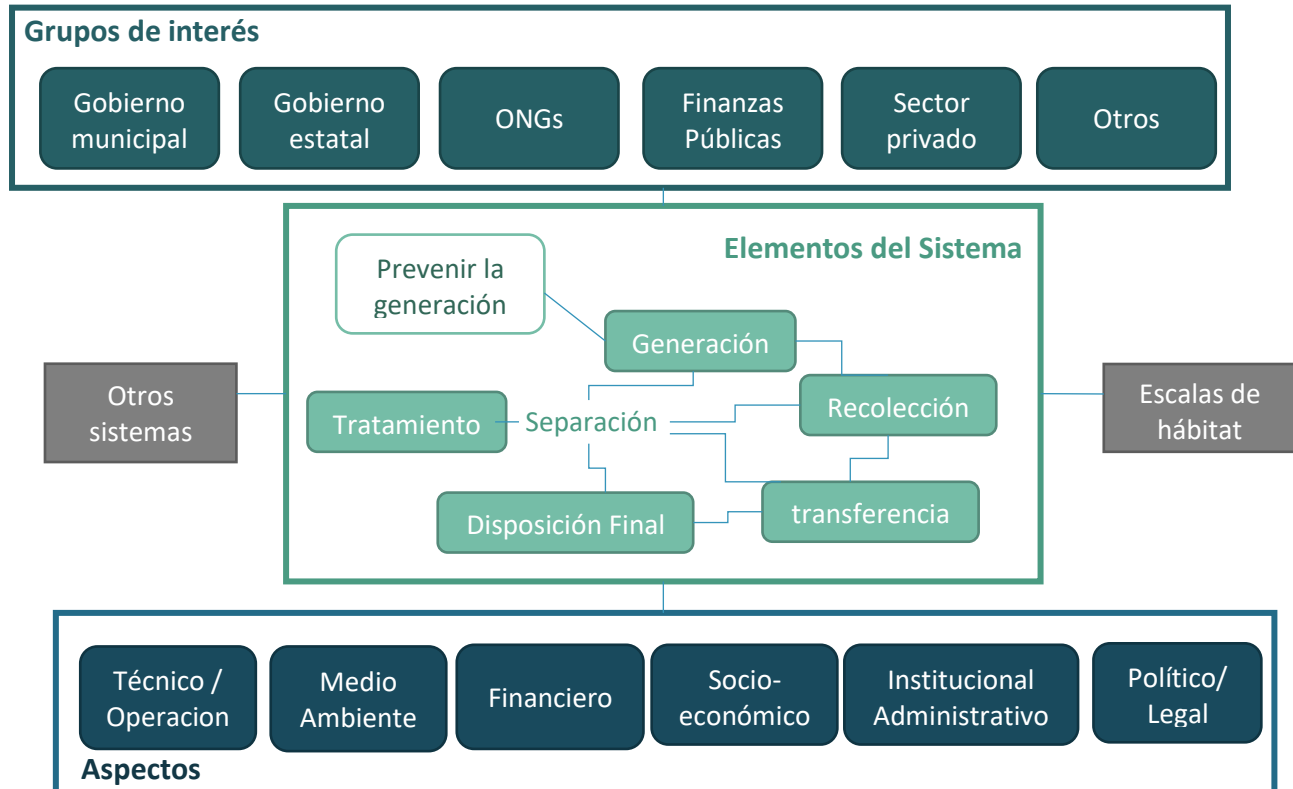 Grupos de interés
Gobierno
municipal
Gobierno
estatal
ONGs
Finanzas
Públicas
Sector
privado
Otros
Elementos del Sistema
Prevenir la
generación
Generación
Otros
sistemas
Tratamiento
Separación
Recolección
Escalas de
hábitat
Disposición Final
transferencia
Técnico /
Operacion
Medio
Ambiente
Financiero
Socio-
económico
Institucional
Administrativo
Político/
Legal
Aspectos